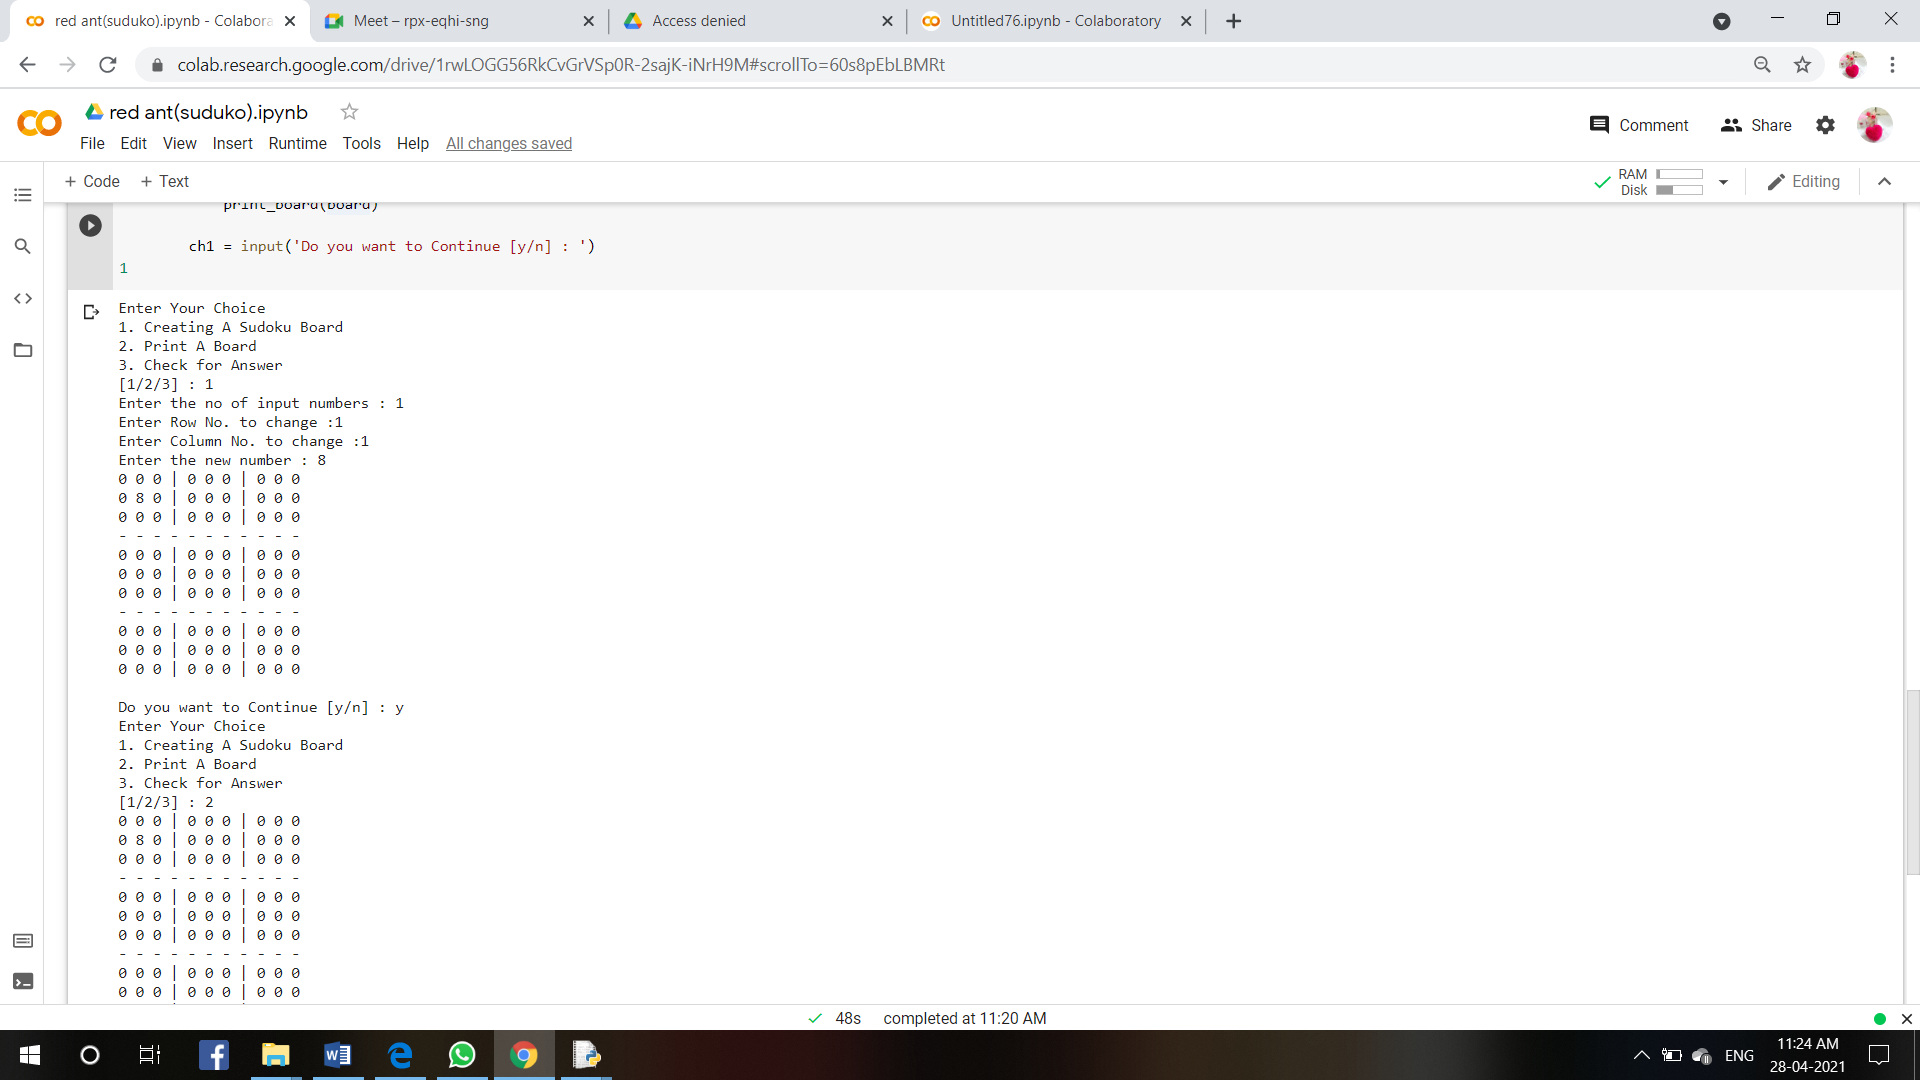 red ant(suduko).ipynb - Colabora
Meet – rpx-eqhi-sng
Access denied
Untitled76.ipynb - Colaboratory
colab.research.google.com/drive/1rwLOGG56RkCvGrVSp0R-2sajK-iNrH9M#scrollTo=60s8pEbLBMRt
red ant(suduko).ipynb
Comment
Share
File Edit View Insert Runtime Tools Help All changes saved
+ Code + Text
RAM
Disk
Editing
print_board(board)
ch1 = input('Do you want to Continue [y/n] : ')
1
Enter Your Choice
1. Creating A Sudoku Board
2. Print A Board
3. Check for Answer
[1/2/3] : 1
Enter the no of input numbers : 1
Enter Row No. to change :1
Enter Column No. to change :1
Enter the new number : 8
0 0 0 | 0 0 0 | 0 0 0
0 8 0 | 0 0 0 | 0 0 0
0 0 0 | 0 0 0 | 0 0 0
- - - - - - - - - - -
0 0 0 | 0 0 0 | 0 0 0
0 0 0 | 0 0 0 | 0 0 0
0 0 0 | 0 0 0 | 0 0 0
- - - - - - - - - - -
0 0 0 | 0 0 0 | 0 0 0
0 0 0 | 0 0 0 | 0 0 0
0 0 0 | 0 0 0 | 0 0 0
Do you want to Continue [y/n] : y
Enter Your Choice
1. Creating A Sudoku Board
2. Print A Board
3. Check for Answer
[1/2/3] : 2
0 0 0 | 0 0 0 | 0 0 0
0 8 0 | 0 0 0 | 0 0 0
0 0 0 | 0 0 0 | 0 0 0
- - - - - - - - - - -
0 0 0 | 0 0 0 | 0 0 0
0 0 0 | 0 0 0 | 0 0 0
0 0 0 | 0 0 0 | 0 0 0
- - - - - - - - - - -
0 0 0 | 0 0 0 | 0 0 0
0 0 0 | 0 0 0 | 0 0 0
48s completed at 11:20 AM
ENG
11:24 AM
28-04-2021